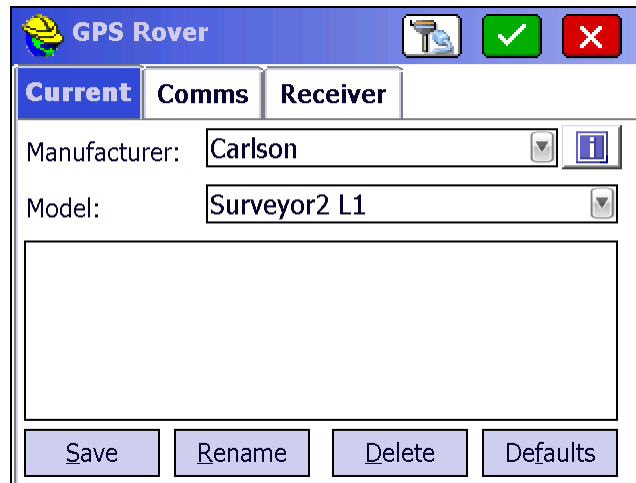 GPS Rover
Current Comms Receiver
Manufacturer: Carlson
Model: Surveyor2 L1
Save Rename Delete Defaults